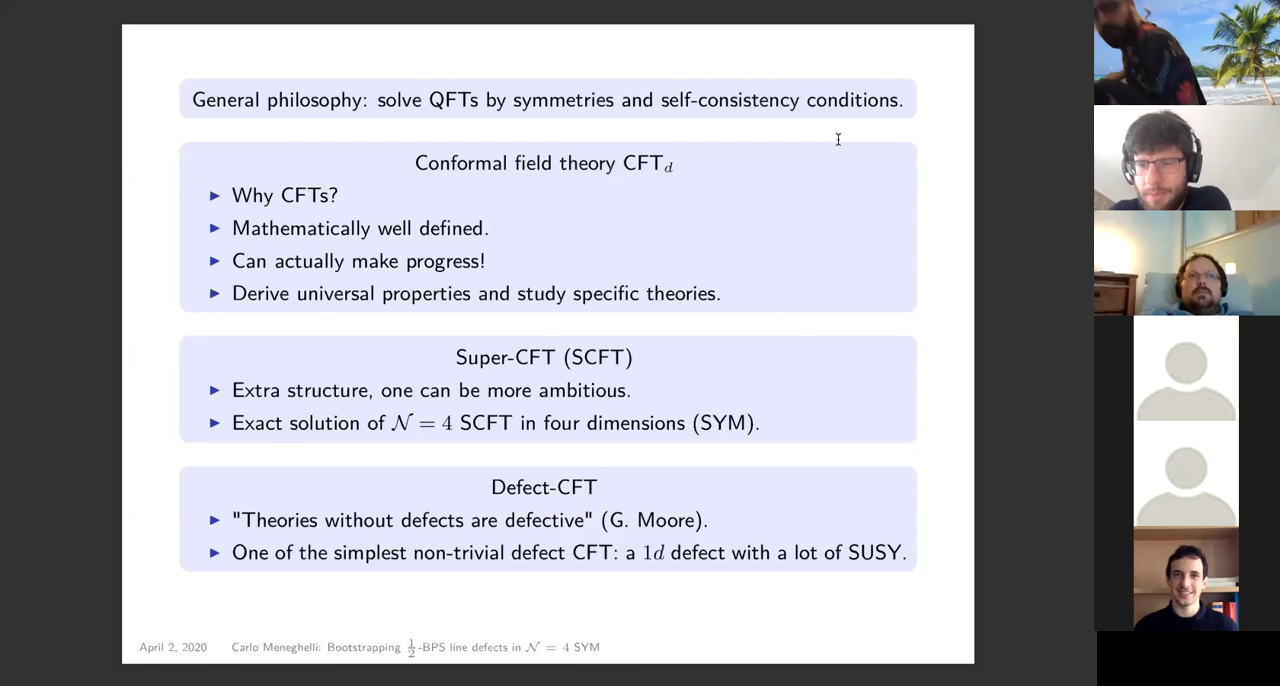 General philosophy: solve QFTs by symmetries and self-consistency conditions.
Conformal field theory CFT_d
► Why CFTs?
► Mathematically well defined.
► Can actually make progress!
► Derive universal properties and study specific theories.
Super-CFT (SCFT)
► Extra structure, one can be more ambitious.
► Exact solution of 𝒩 = 4 SCFT in four dimensions (SYM).
Defect-CFT
► "Theories without defects are defective" (G. Moore).
► One of the simplest non-trivial defect CFT: a 1d defect with a lot of SUSY.
April 2, 2020 Carlo Meneghelli: Bootstrapping 1/2-BPS line defects in 𝒩 = 4 SYM